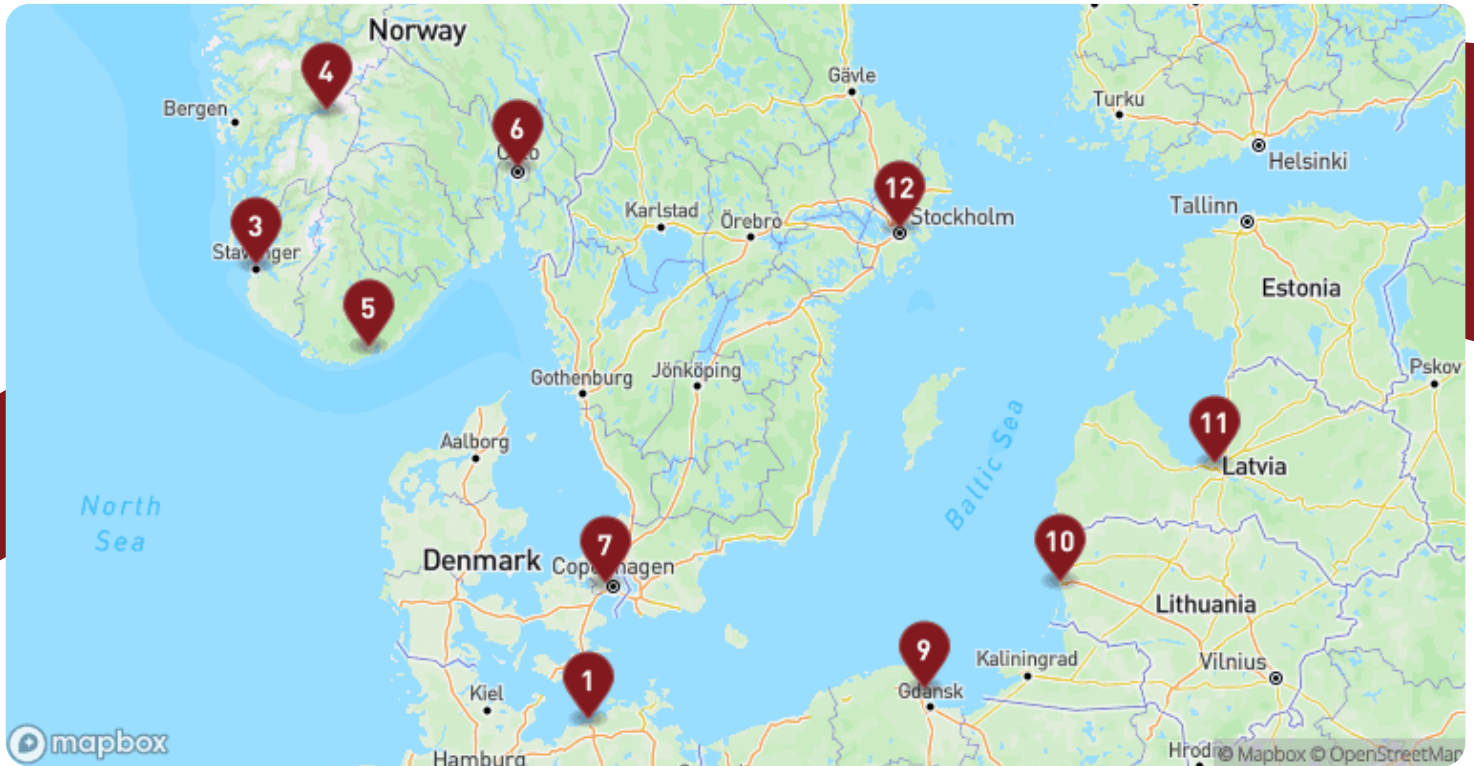 Norway
4
Gävle
Bergen
Turku
6
Helsinki
12
Stockholm
Karlstad
Örebro
Tallinn
3
Estonia
5
Gothenburg
Jönköping
Pskov
Aalborg
Baltic Sea
11
Latvia
North
Sea
7
Denmark
10
Lithuania
9
Kaliningrad
Vilnius
1
Gdansk
Kiel
mapbox
Hamburg
© Mapbox © OpenStreetMap